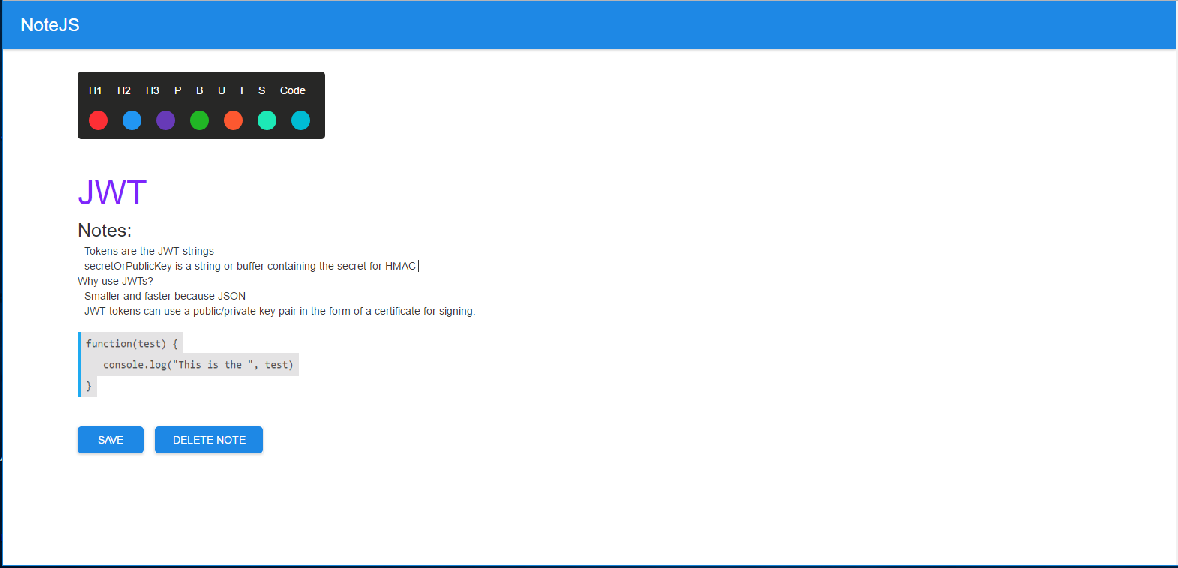 NoteJS
H1 H2 H3 P B U I S Code
JWT
Notes:
Tokens are the JWT strings
secretOrPublicKey is a string or buffer containing the secret for HMAC
Why use JWTs?
Smaller and faster because JSON
JWT tokens can use a public/private key pair in the form of a certificate for signing.
function(test) {
console.log("This is the ", test)
}
SAVE DELETE NOTE